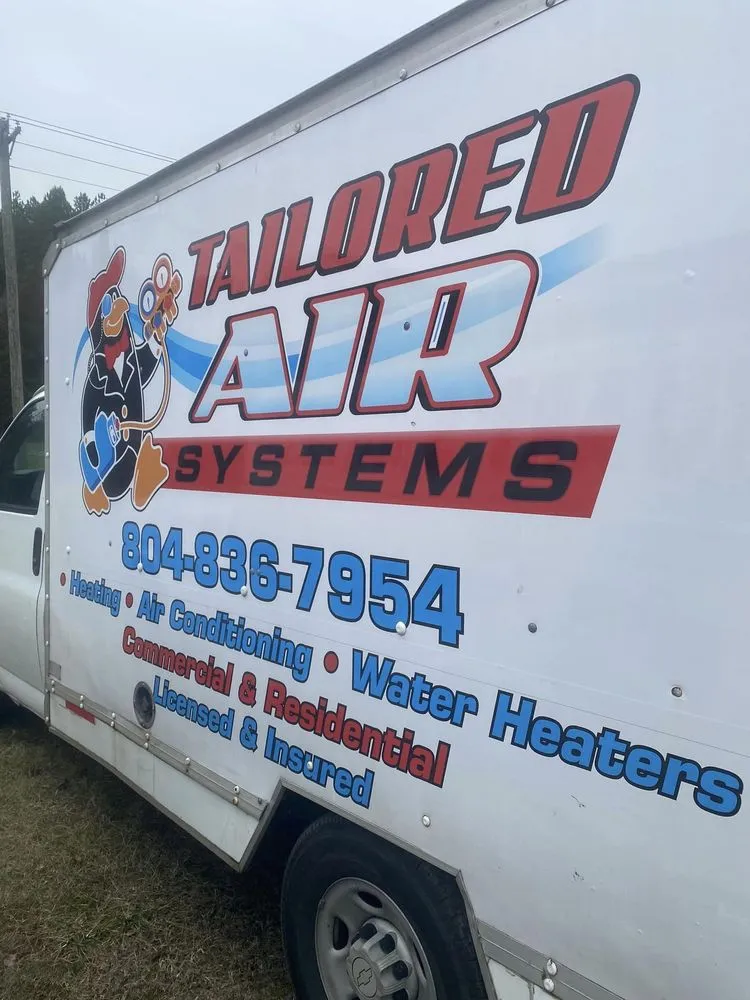 TAILORED
AIR
SYSTEMS
804-836-7954
• Heating • Air Conditioning • Water Heaters
Commercial & Residential
Licensed & Insured